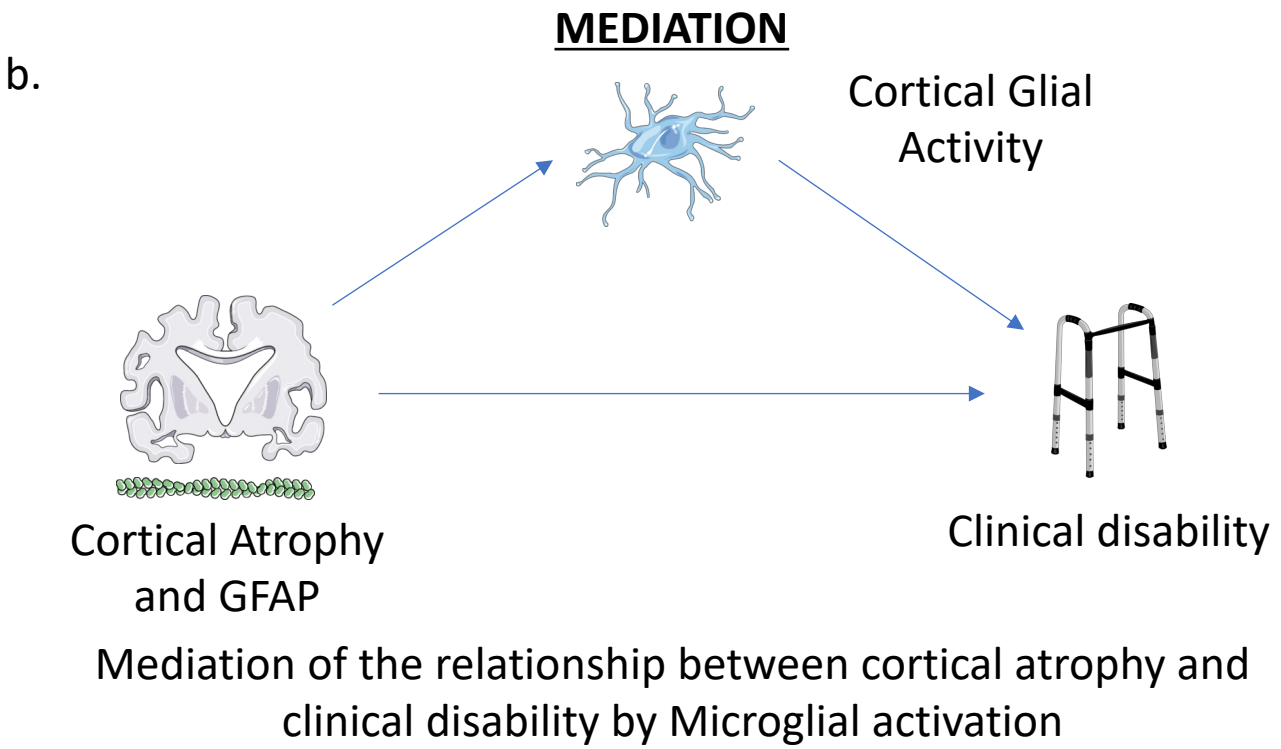 MEDIATION
b.
Cortical Glial
Activity
Cortical Atrophy
and GFAP
Clinical disability
Mediation of the relationship between cortical atrophy and
clinical disability by Microglial activation